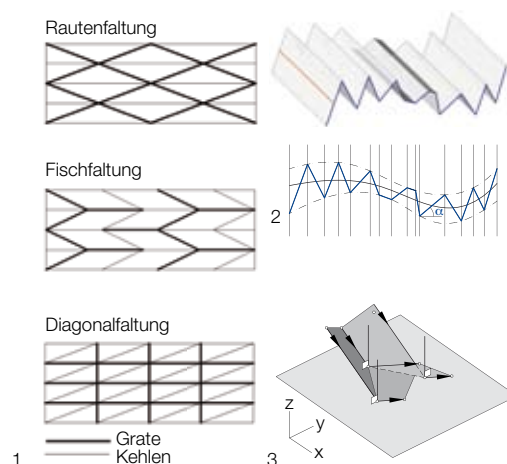 Rautenfaltung
Fischfaltung
2
α
Diagonalfaltung
z
y
x
1
Grate
Kehlen
3